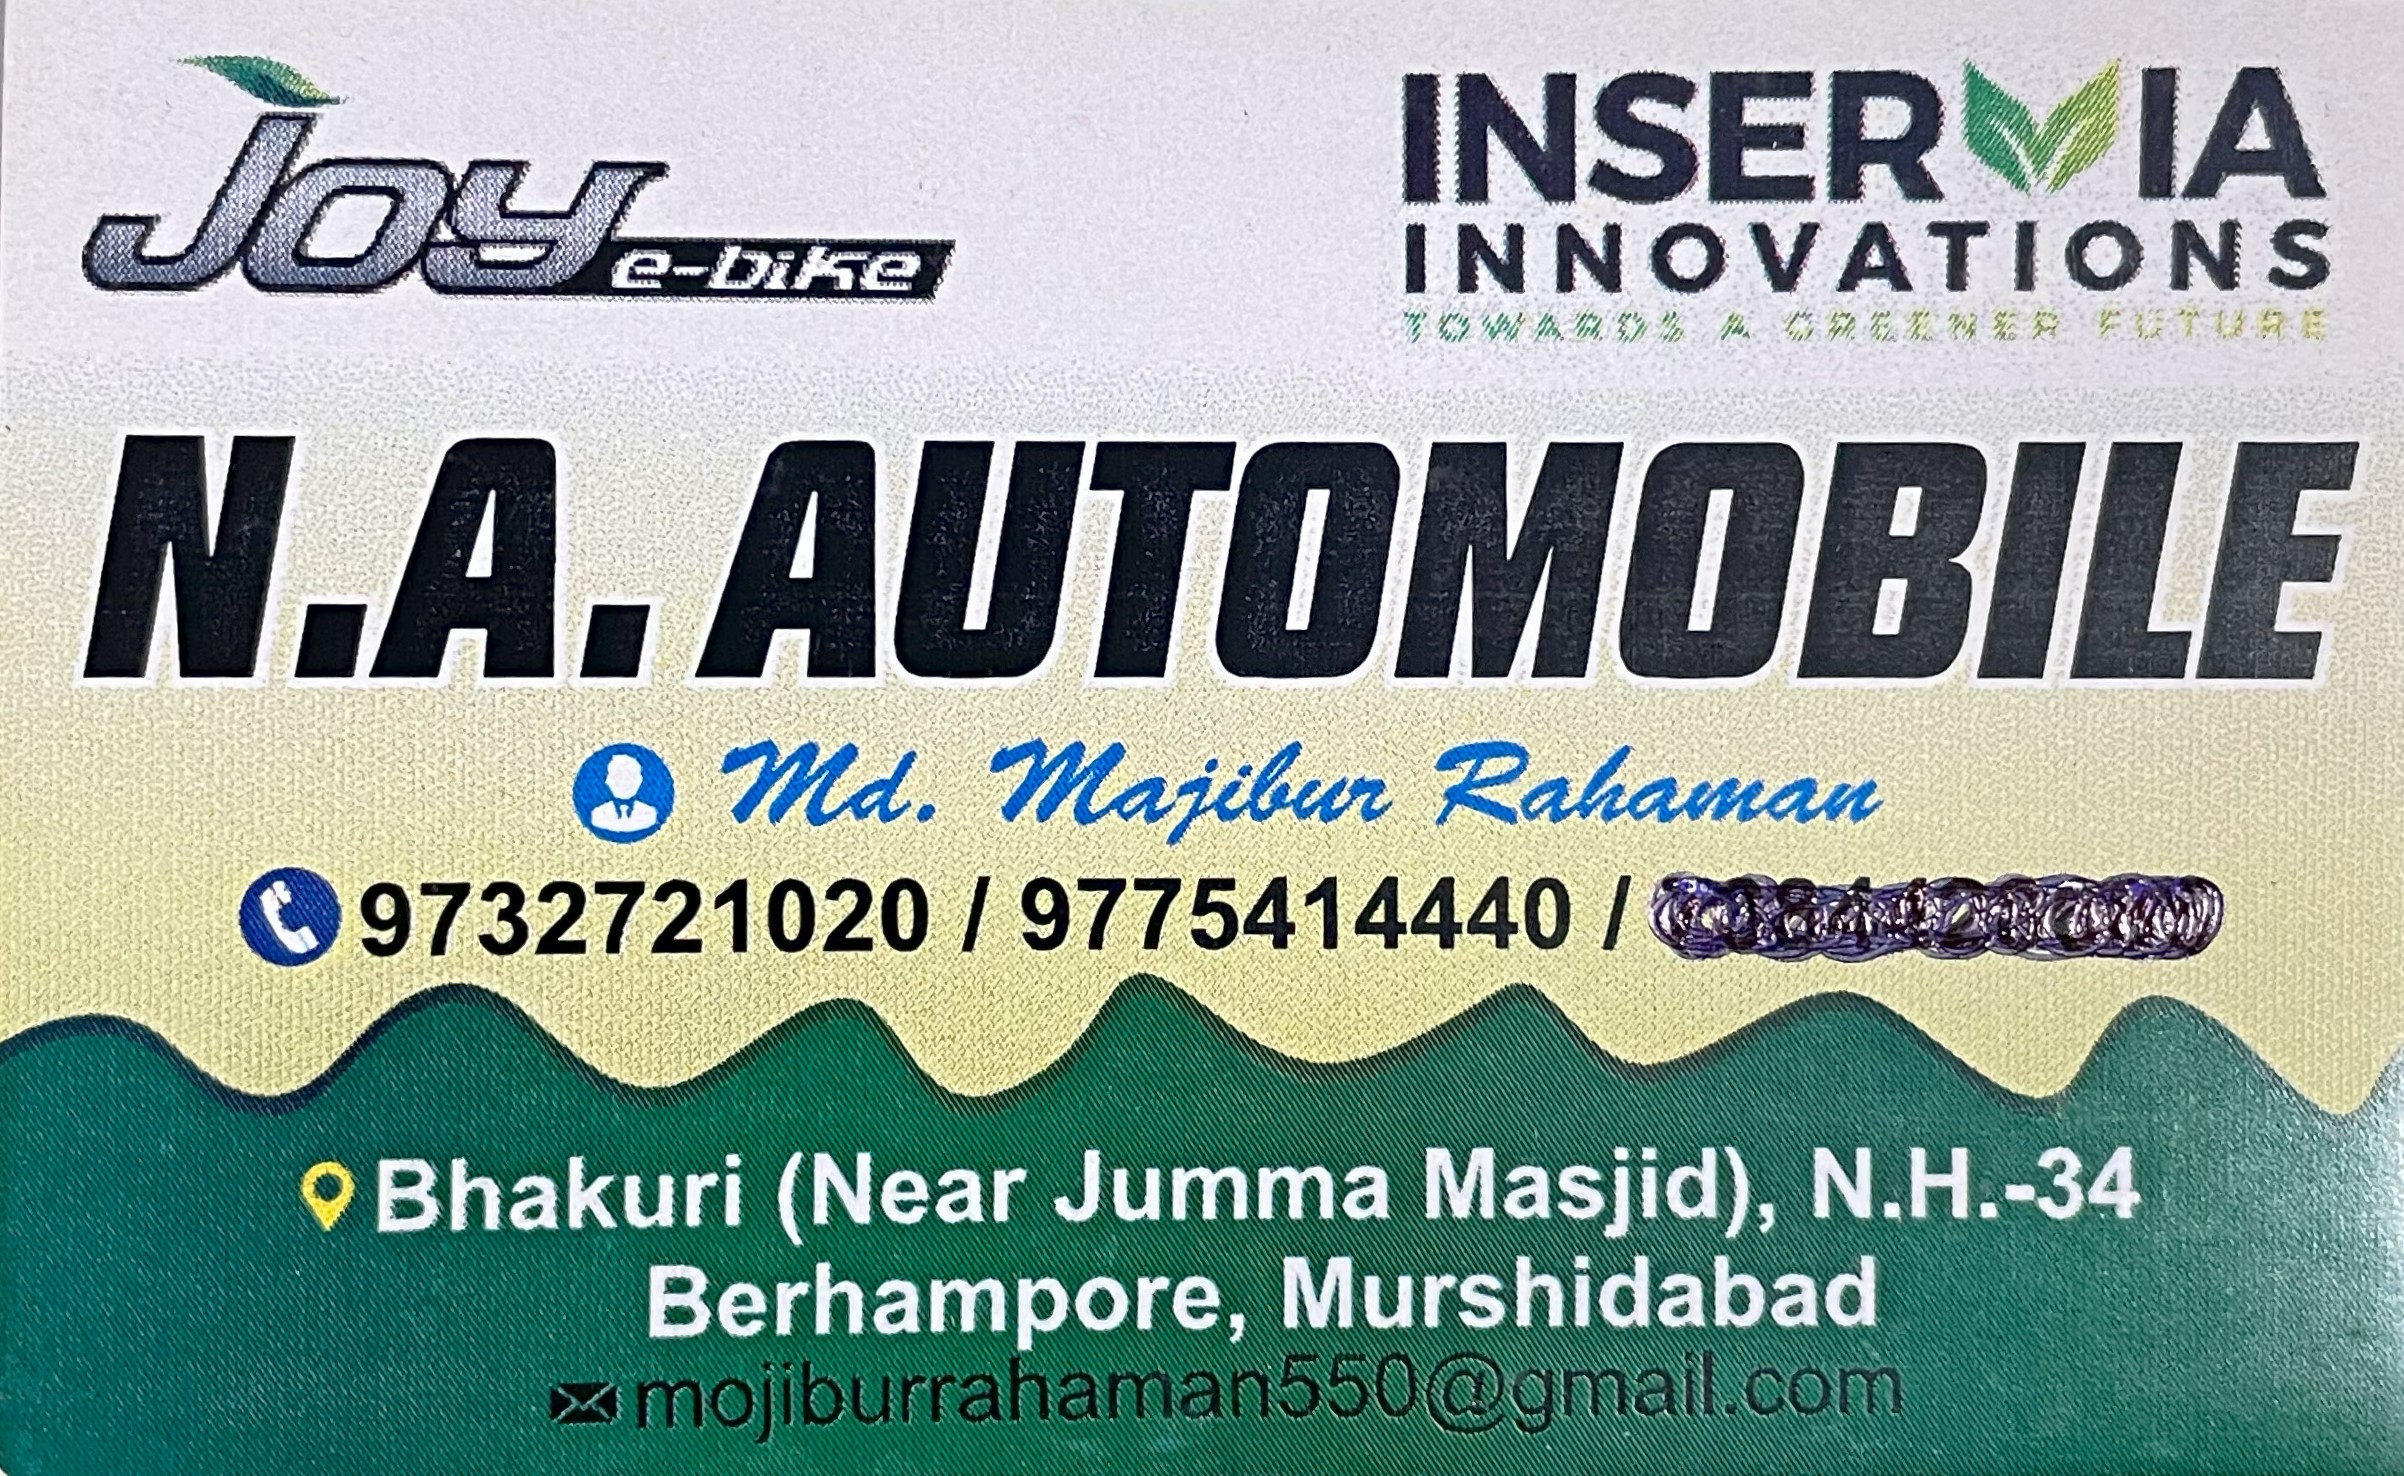 Joy e-bike
INSERVIA
INNOVATIONS
TOWARDS A GREENER FUTURE
N.A. AUTOMOBILE
Md. Majibur Rahaman
9732721020 / 9775414440 /
Bhakuri (Near Jumma Masjid), N.H.-34
Berhampore, Murshidabad
mojiburrahaman550@gmail.com